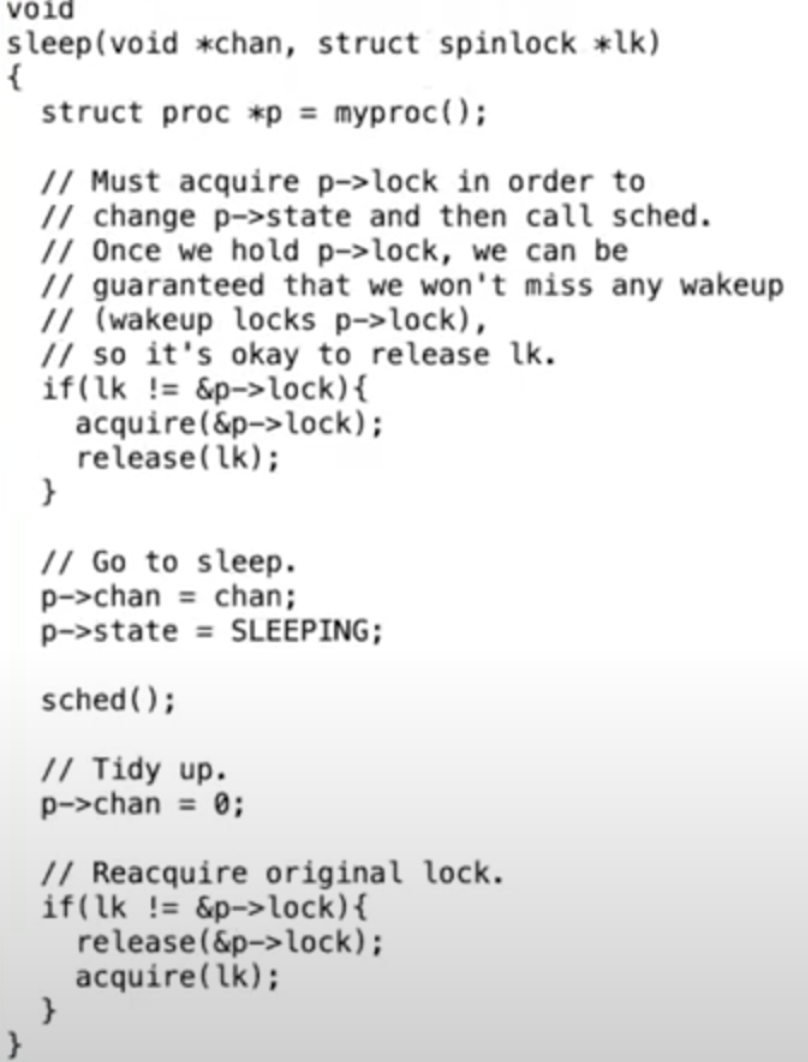 void
sleep(void *chan, struct spinlock *lk)
{
  struct proc *p = myproc();

  // Must acquire p->lock in order to
  // change p->state and then call sched.
  // Once we hold p->lock, we can be
  // guaranteed that we won't miss any wakeup
  // (wakeup locks p->lock),
  // so it's okay to release lk.
  if(lk != &p->lock){
    acquire(&p->lock);
    release(lk);
  }

  // Go to sleep.
  p->chan = chan;
  p->state = SLEEPING;

  sched();

  // Tidy up.
  p->chan = 0;

  // Reacquire original lock.
  if(lk != &p->lock){
    release(&p->lock);
    acquire(lk);
  }
}